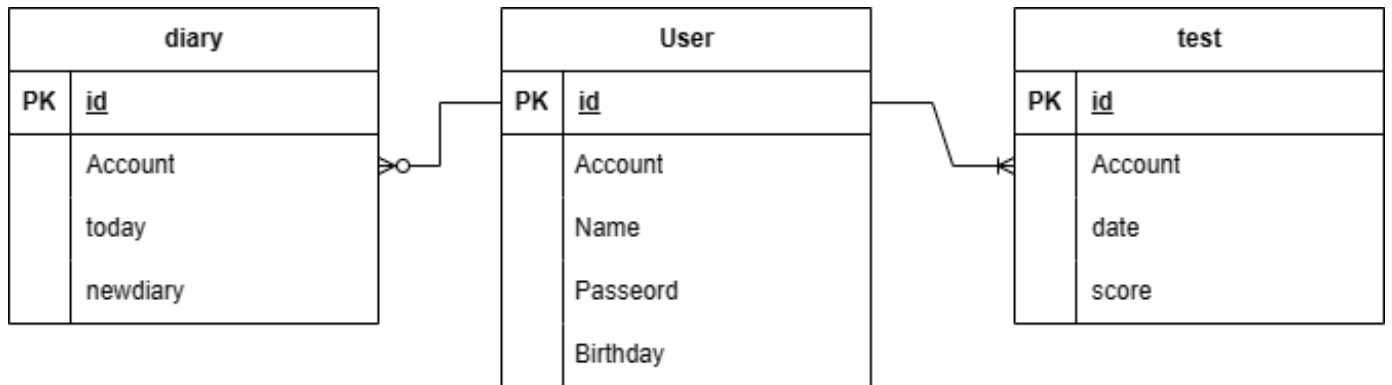 diary
PK id
Account
today
newdiary
User
PK id
Account
Name
Passeord
Birthday
test
PK id
Account
date
score